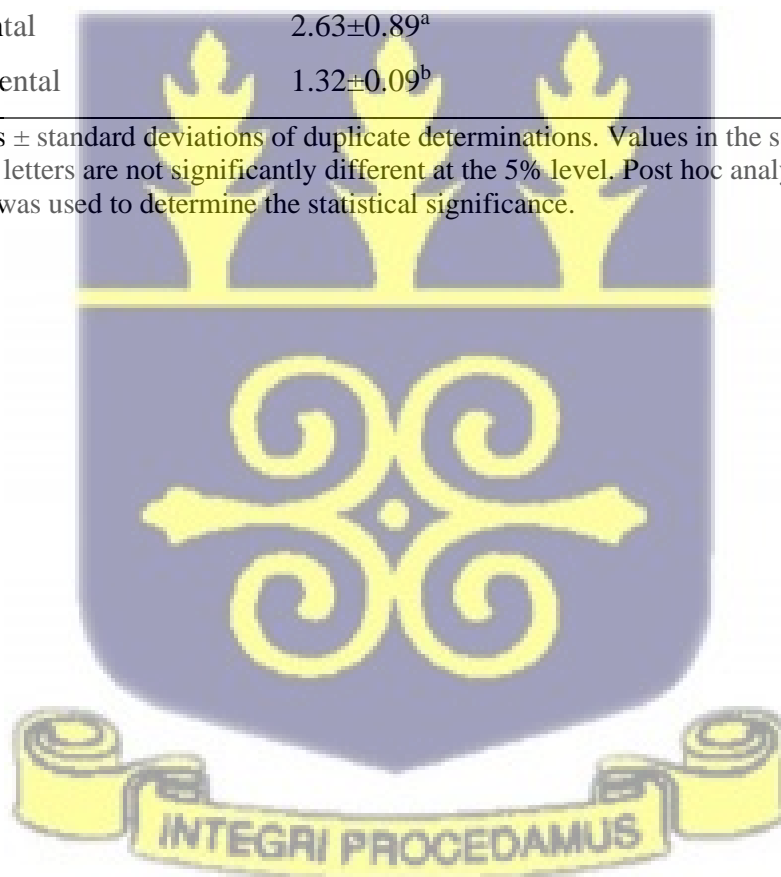 ntal 2.63±0.89ᵃ
ental 1.32±0.09ᵇ
s ± standard deviations of duplicate determinations. Values in the s
letters are not significantly different at the 5% level. Post hoc anal
was used to determine the statistical significance.
INTEGRI PROCEDAMUS